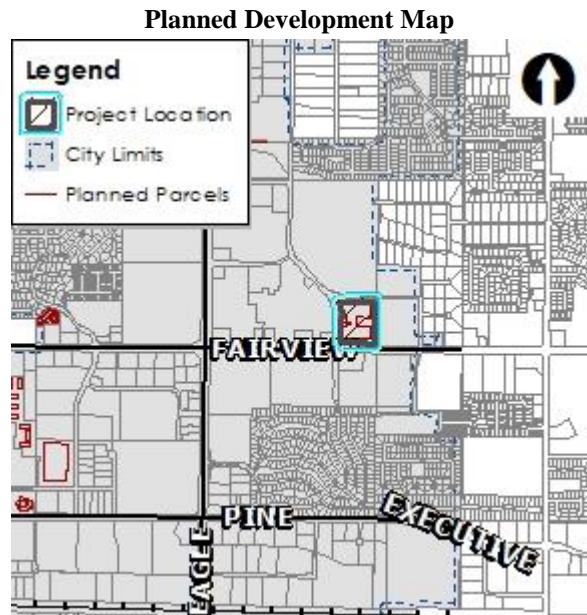 Planned Development Map
Legend
Project Location
City Limits
Planned Parcels
FAIRVIEW
PINE
EXECUTIVE
EAGLE